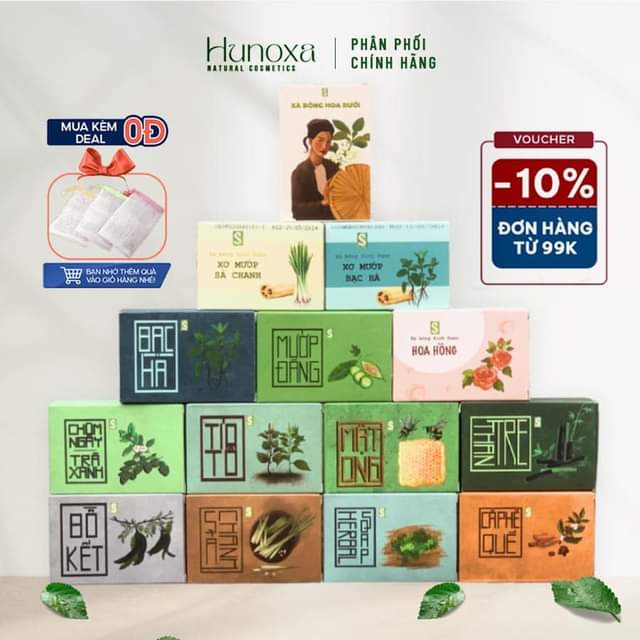 Hunoxa
NATURAL COSMETICS
PHÂN PHỐI
CHÍNH HÃNG
MUA KÈM
DEAL 0Đ
BẠN NHỚ THÊM QUÀ
VÀO GIỎ HÀNG NHÉ!
VOUCHER
-10%
ĐƠN HÀNG
TỪ 99K
S
XÀ BÔNG HOA BƯỞI
S
XƠ MƯỚP
SẢ CHANH
S
XƠ MƯỚP
BẠC HÀ
BẠC
HÀ
S
MƯỚP
ĐẮNG
S
S
HOA HỒNG
CHÙM
NGÂY
TRÀ
XANH
S
S
MẬT
ONG
S
THAN
TRE
S
BỒ
KẾT
S
SẢ
CHANH
S
HERBAL
S
CÀ PHÊ
QUẾ
S